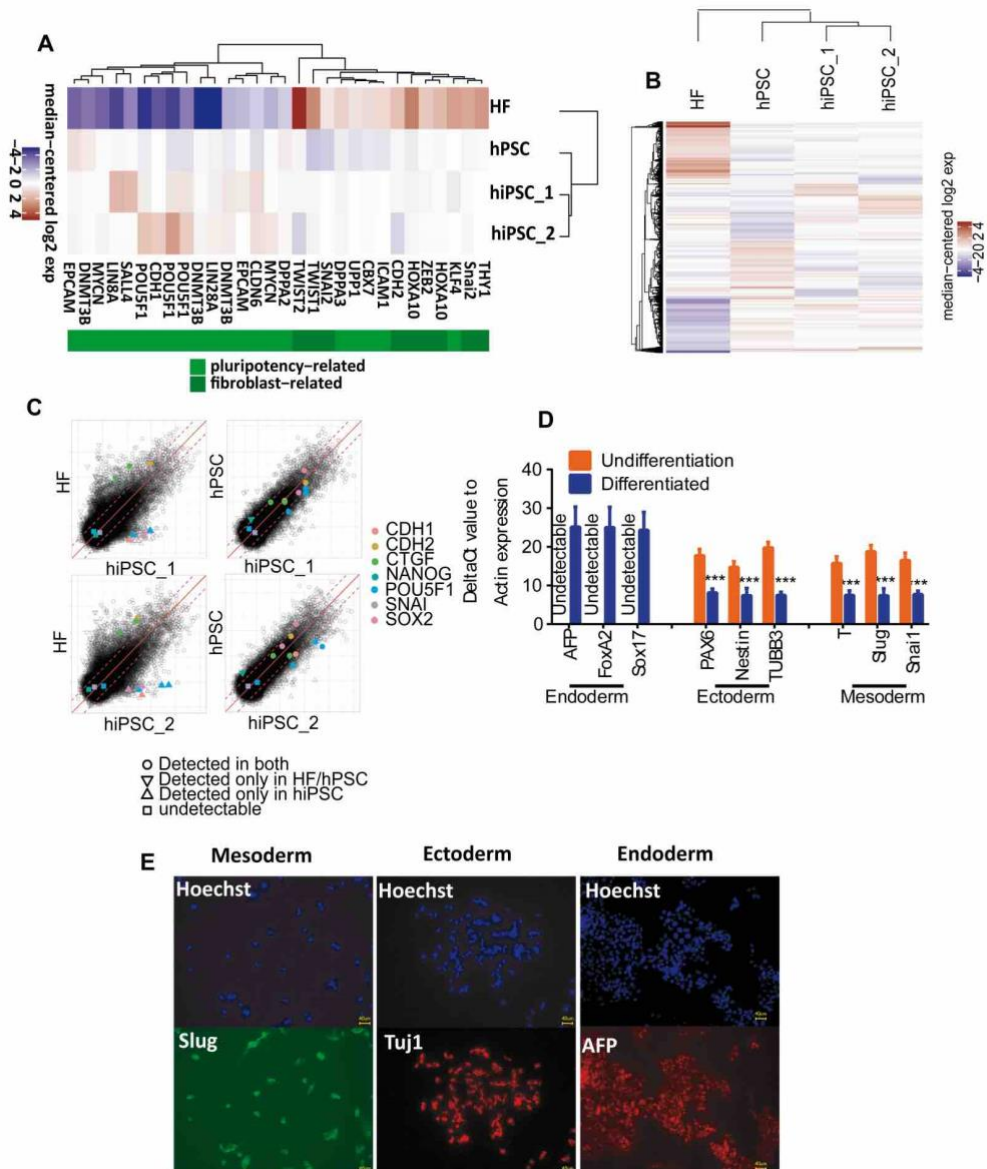 A
median-centered log2 exp
-4-2 0 2 4
HF
hPSC
hiPSC_1
hiPSC_2
EPCAM
DNMT3B
MYCN
LIN8A
SALL4
POU5F1
CDH1
POU5F1
POU5F1
DNMT3B
LIN28A
DNMT3B
EPCAM
CLDN6
MYCN
DPPA2
TWIST2
TWIST1
SNAI2
DPPA3
UPP1
CBX7
ICAM1
CDH2
HOXA10
ZEB2
HOXA10
KLF4
Snai2
THY1
pluripotency-related
fibroblast-related
B
HF
hPSC
hiPSC_1
hiPSC_2
median-centered log2 exp
-4-20 2 4
C
HF
hiPSC_1
hPSC
HF
hiPSC_2
hPSC
hiPSC_2
CDH1
CDH2
CTGF
NANOG
POU5F1
SNAI
SOX2
Detected in both
Detected only in HF/hPSC
Detected only in hiPSC
undetectable
D
Undifferentiation
Differentiated
DeltaCt value to
Actin expression
40
30
20
10
0
Undetectable
Undetectable
Undetectable
***
***
***
***
***
***
AFP
FoxA2
Sox17
PAX6
Nestin
TUBB3
T
Slug
Snai1
Endoderm
Ectoderm
Mesoderm
E
Mesoderm
Ectoderm
Endoderm
Hoechst
Hoechst
Hoechst
Slug
Tuj1
AFP